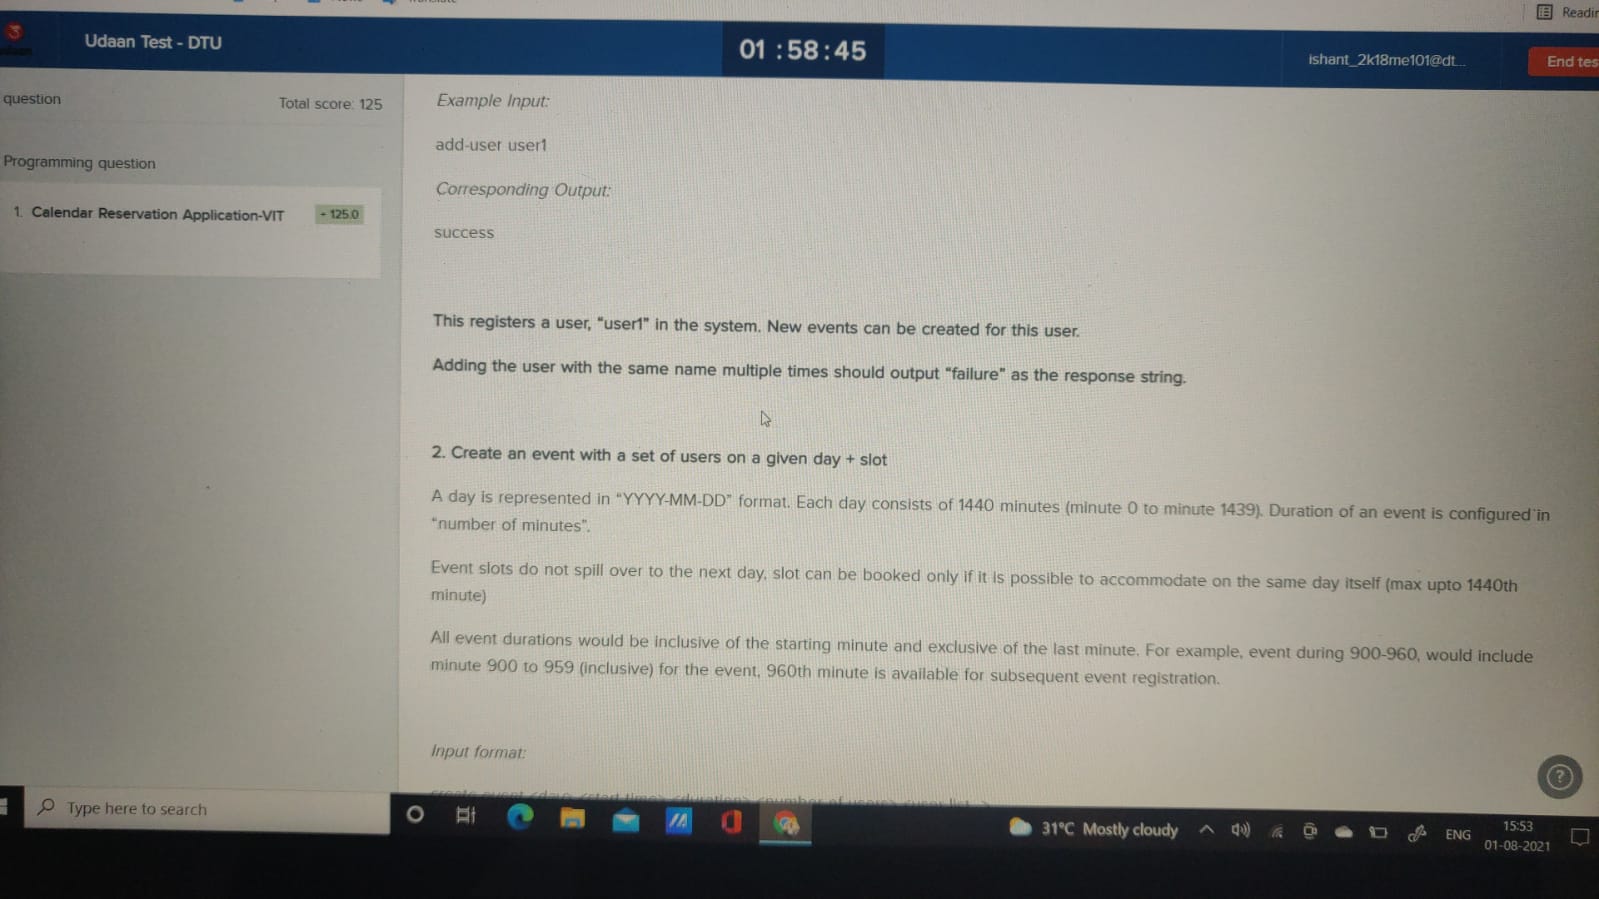 Readin
Udaan Test - DTU
01 : 58 : 45
ishant_2k18me101@dt...
End tes
question
Total score: 125
Programming question
1. Calendar Reservation Application-VIT
+ 125.0
Example Input:
add-user user1
Corresponding Output:
success
This registers a user, "user1" in the system. New events can be created for this user.
Adding the user with the same name multiple times should output "failure" as the response string.
2. Create an event with a set of users on a given day + slot
A day is represented in "YYYY-MM-DD" format. Each day consists of 1440 minutes (minute 0 to minute 1439). Duration of an event is configured in
"number of minutes".
Event slots do not spill over to the next day, slot can be booked only if it is possible to accommodate on the same day itself (max upto 1440th
minute)
All event durations would be inclusive of the starting minute and exclusive of the last minute. For example, event during 900-960, would include
minute 900 to 959 (inclusive) for the event, 960th minute is available for subsequent event registration.
Input format:
?
Type here to search
31°C Mostly cloudy
ENG
15:53
01-08-2021